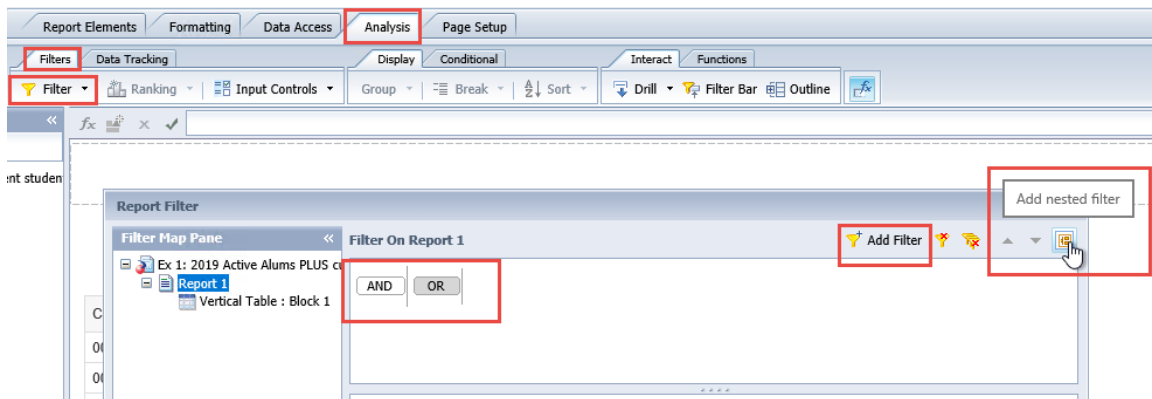 Report Elements Formatting Data Access Analysis Page Setup
Filters Data Tracking Display Conditional Interact Functions
Filter Ranking Input Controls Group Break Sort Drill Filter Bar Outline
ent studen
Add nested filter
Report Filter
Filter Map Pane Filter On Report 1 Add Filter
Ex 1: 2019 Active Alums PLUS cu
Report 1
Vertical Table : Block 1
AND OR
C
00
00